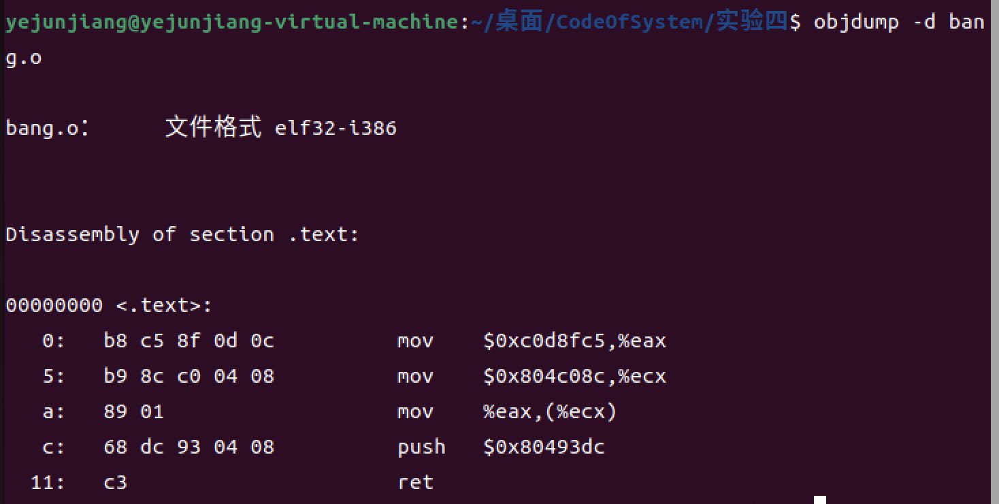 yejunjiang@yejunjiang-virtual-machine:~/桌面/CodeOfSystem/实验四$ objdump -d ban
g.o
bang.o：     文件格式 elf32-i386
Disassembly of section .text:
00000000 <.text>:
   0:   b8 c5 8f 0d 0c          mov    $0xc0d8fc5,%eax
   5:   b9 8c c0 04 08          mov    $0x804c08c,%ecx
   a:   89 01                   mov    %eax,(%ecx)
   c:   68 dc 93 04 08          push   $0x80493dc
  11:   c3                      ret